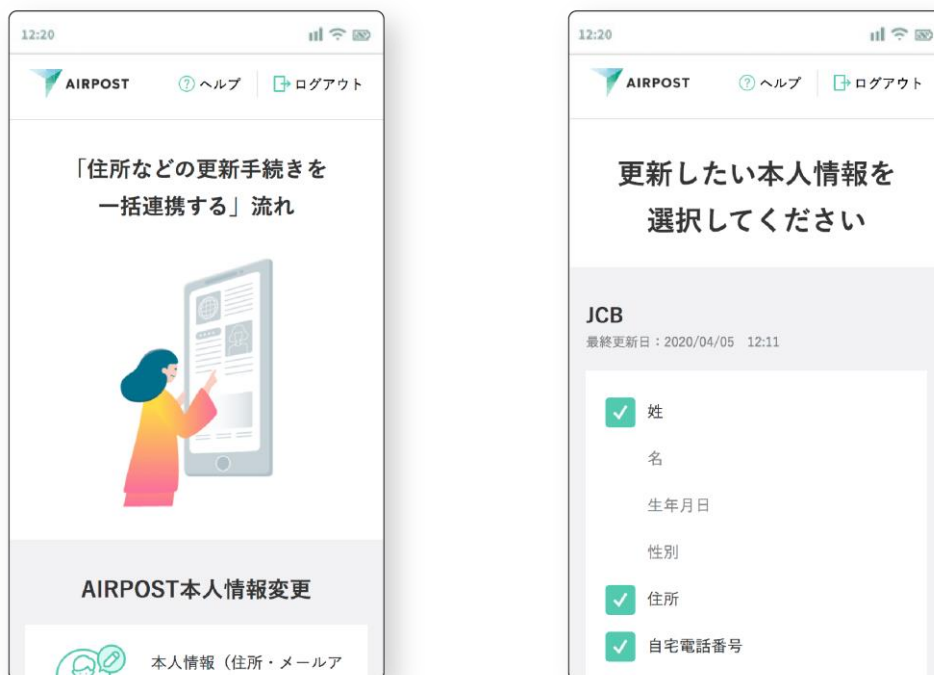 12:20
AIRPOST
ヘルプ
ログアウト
「住所などの更新手続きを
一括連携する」流れ
AIRPOST本人情報変更
本人情報（住所・メールア
12:20
AIRPOST
ヘルプ
ログアウト
更新したい本人情報を
選択してください
JCB
最終更新日：2020/04/05 12:11
姓
名
生年月日
性別
住所
自宅電話番号